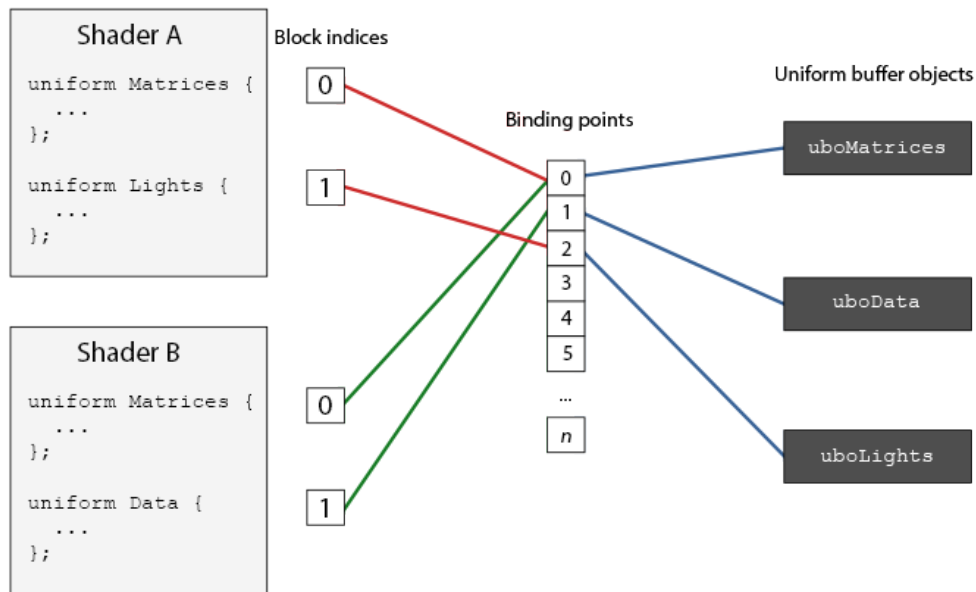 Shader A
uniform Matrices {
...
};
uniform Lights {
...
};
Shader B
uniform Matrices {
...
};
uniform Data {
...
};
Block indices
0
1
0
1
Binding points
0
1
2
3
4
5
...
n
Uniform buffer objects
uboMatrices
uboData
uboLights